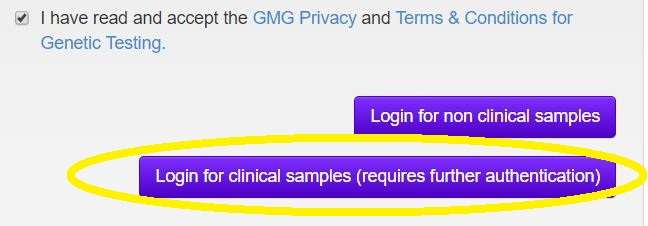 I have read and accept the GMG Privacy and Terms & Conditions for
Genetic Testing.
Login for non clinical samples
Login for clinical samples (requires further authentication)